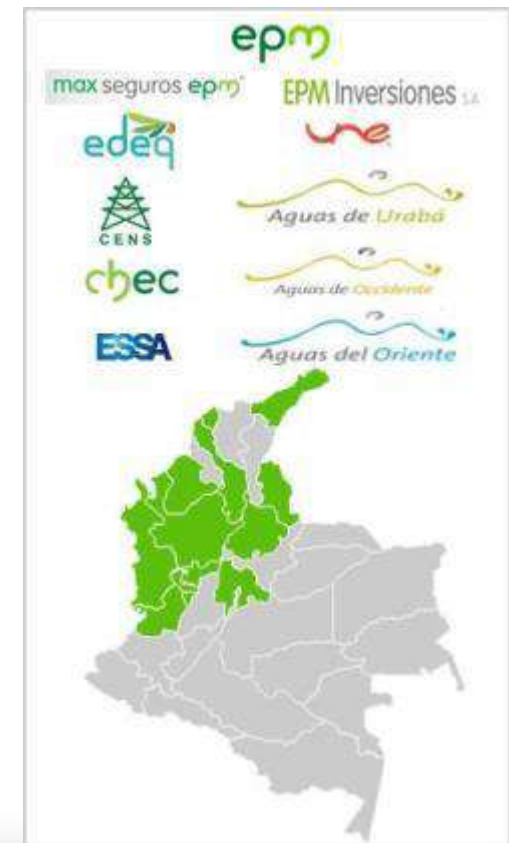 epm
max seguros epm®
EPM Inversiones S.A
edeq
une
CENS
Aguas de Urabá
chec
Aguas de Occidente
ESSA
Aguas del Oriente